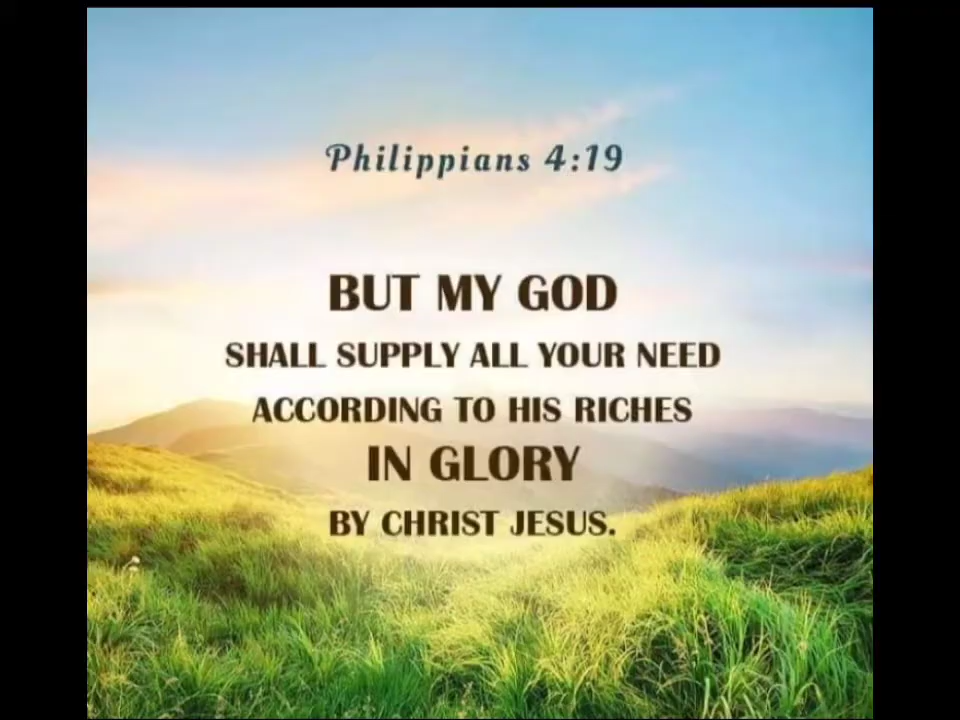 Philippians 4:19
BUT MY GOD
SHALL SUPPLY ALL YOUR NEED
ACCORDING TO HIS RICHES
IN GLORY
BY CHRIST JESUS.